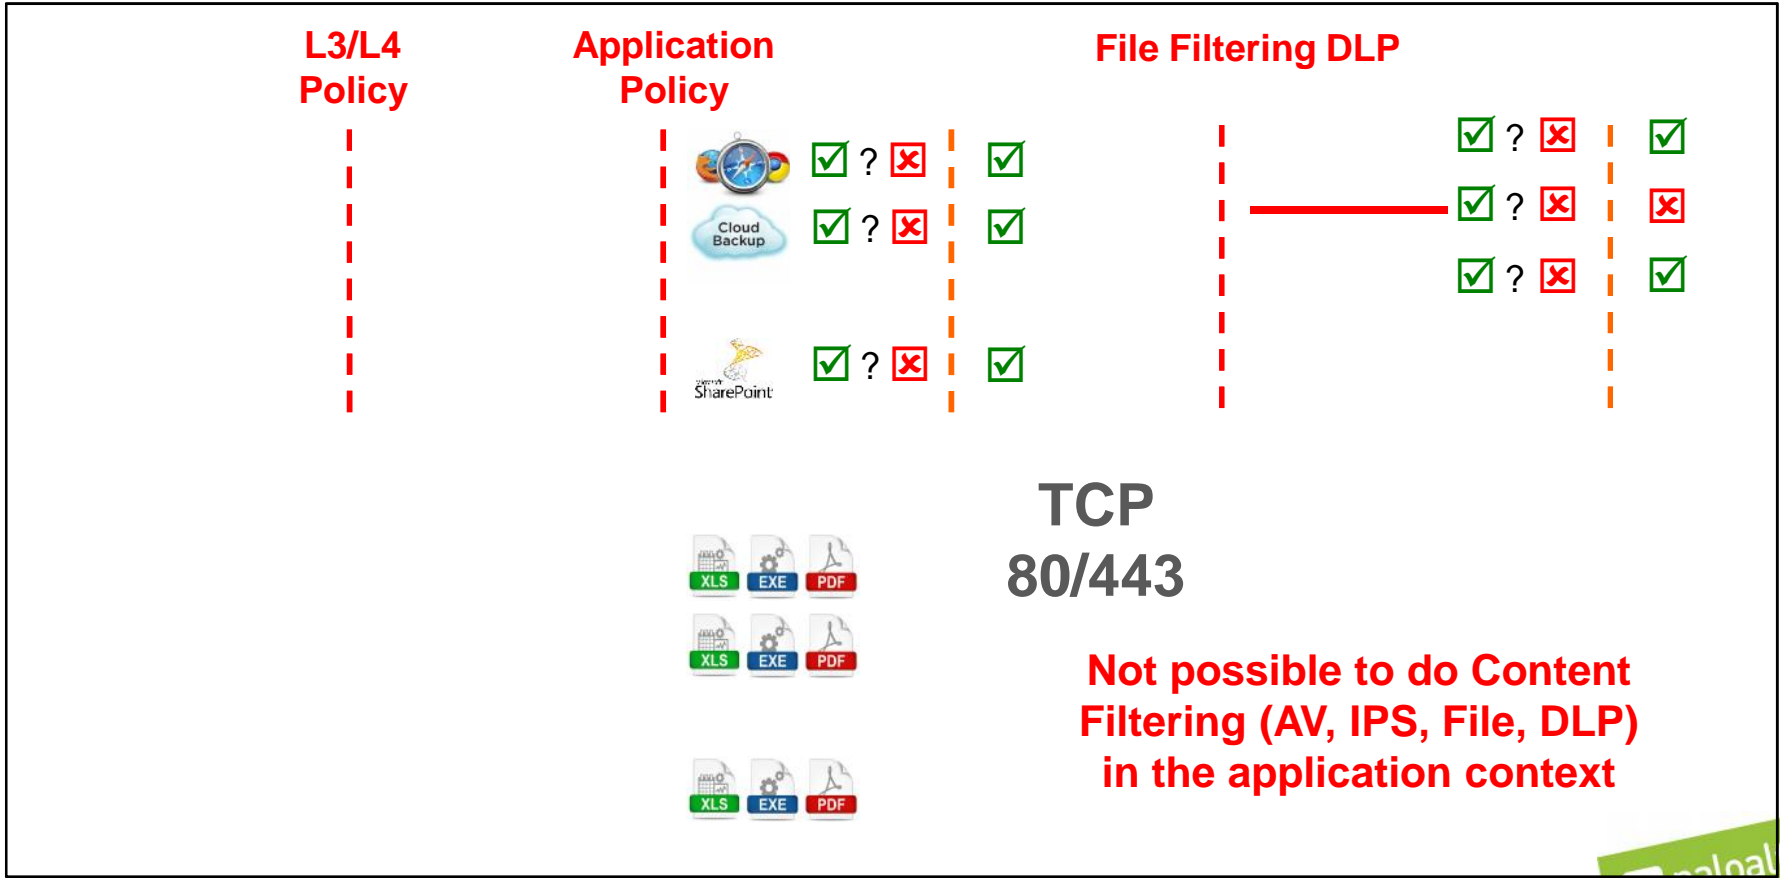 L3/L4
Policy
Application
Policy
File Filtering DLP
?
?
?
?
?
?
Cloud
Backup
SharePoint
TCP
80/443
XLS EXE PDF
XLS EXE PDF
XLS EXE PDF
Not possible to do Content
Filtering (AV, IPS, File, DLP)
in the application context
paloal